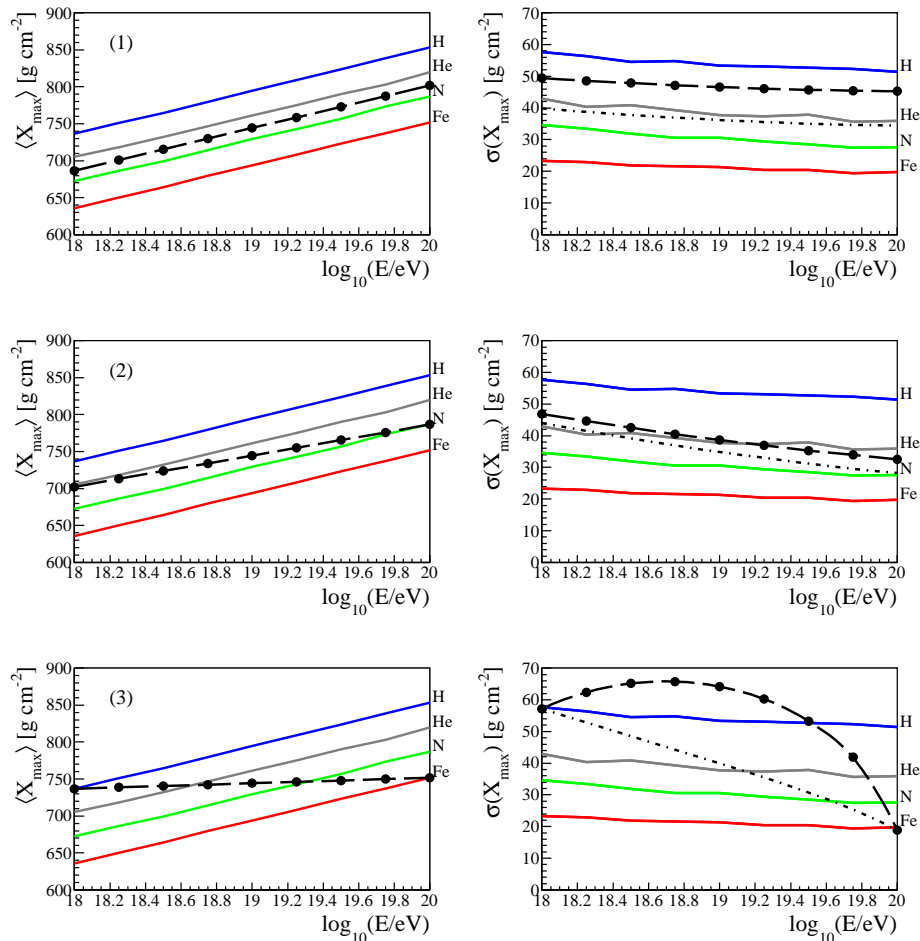 ⟨X_max⟩ [g cm⁻²]
900
850
800
750
700
650
600
(1)
H
He
N
Fe
18 18.2 18.4 18.6 18.8 19 19.2 19.4 19.6 19.8 20
log₁₀(E/eV)
σ(X_max) [g cm⁻²]
70
60
50
40
30
20
10
0
H
He
N
Fe
18 18.2 18.4 18.6 18.8 19 19.2 19.4 19.6 19.8 20
log₁₀(E/eV)
⟨X_max⟩ [g cm⁻²]
900
850
800
750
700
650
600
(2)
H
He
N
Fe
18 18.2 18.4 18.6 18.8 19 19.2 19.4 19.6 19.8 20
log₁₀(E/eV)
σ(X_max) [g cm⁻²]
70
60
50
40
30
20
10
0
H
He
N
Fe
18 18.2 18.4 18.6 18.8 19 19.2 19.4 19.6 19.8 20
log₁₀(E/eV)
⟨X_max⟩ [g cm⁻²]
900
850
800
750
700
650
600
(3)
H
He
N
Fe
18 18.2 18.4 18.6 18.8 19 19.2 19.4 19.6 19.8 20
log₁₀(E/eV)
σ(X_max) [g cm⁻²]
70
60
50
40
30
20
10
0
H
He
N
Fe
18 18.2 18.4 18.6 18.8 19 19.2 19.4 19.6 19.8 20
log₁₀(E/eV)